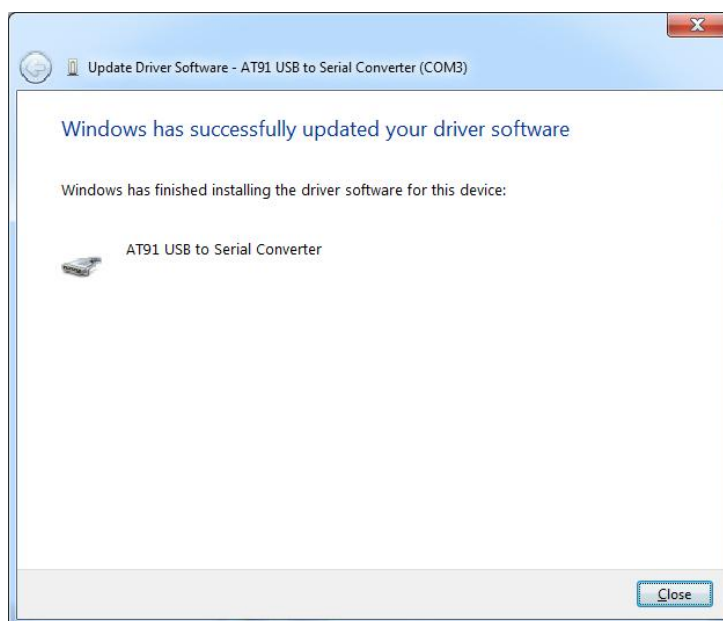 Update Driver Software - AT91 USB to Serial Converter (COM3)
Windows has successfully updated your driver software
Windows has finished installing the driver software for this device:
AT91 USB to Serial Converter
Close